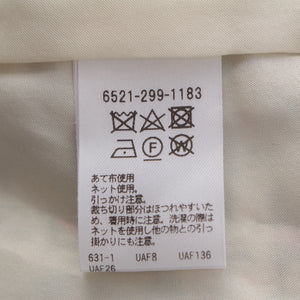 6521-299-1183
あて布使用
ネット使用。
引っかけ注意。
裁ち切り部分はほつれやすいた
め、着用時に注意。洗濯の際は
ネット使用し他の物との引っ
掛かりにも注意。
631-1 UAF8 UAF136
UAF26